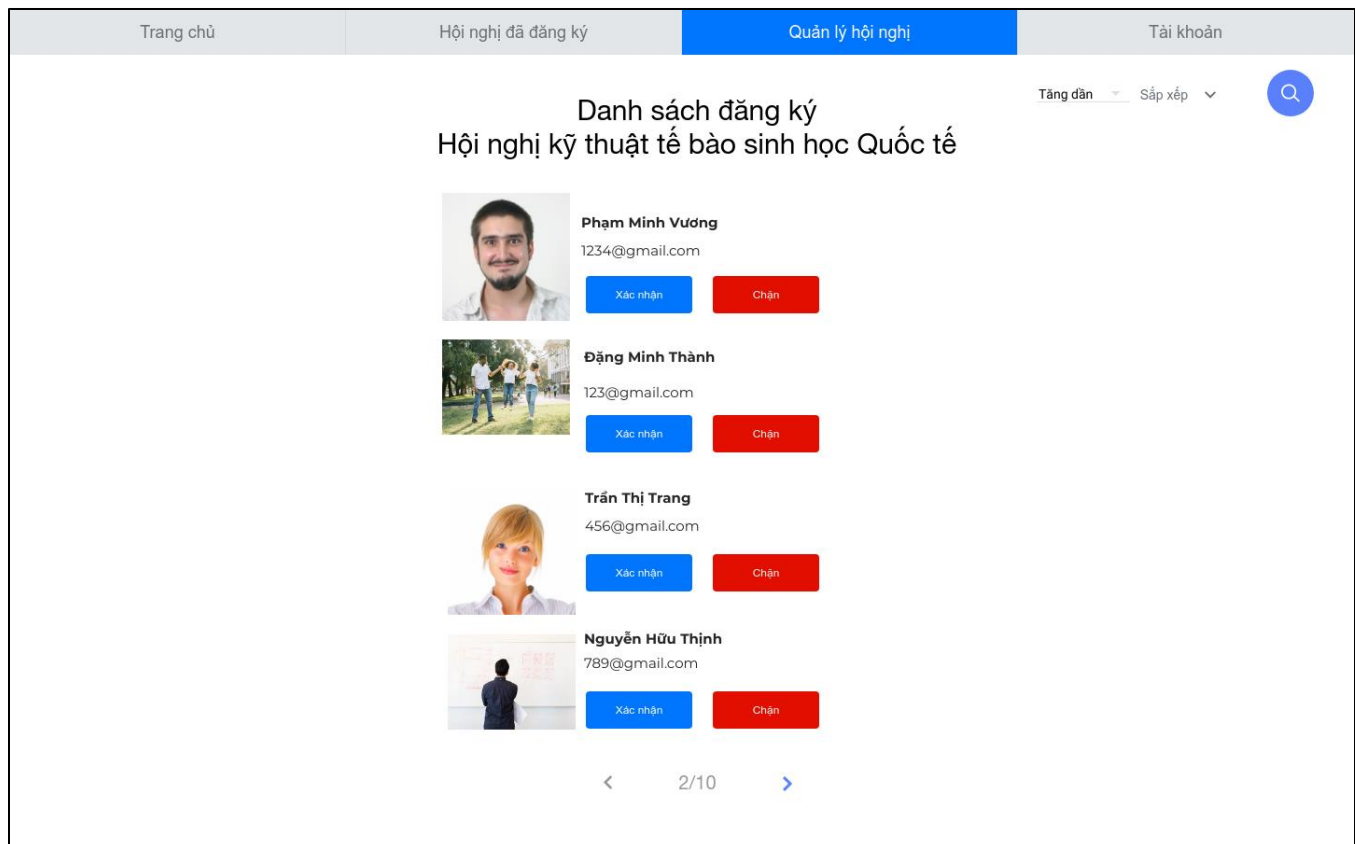 Trang chủ
Hội nghị đã đăng ký
Quản lý hội nghị
Tài khoản
Tăng dần
Sắp xếp
Danh sách đăng ký
Hội nghị kỹ thuật tế bào sinh học Quốc tế
Phạm Minh Vương
1234@gmail.com
Xác nhận
Chặn
Đặng Minh Thành
123@gmail.com
Xác nhận
Chặn
Trần Thị Trang
456@gmail.com
Xác nhận
Chặn
Nguyễn Hữu Thịnh
789@gmail.com
Xác nhận
Chặn
2/10